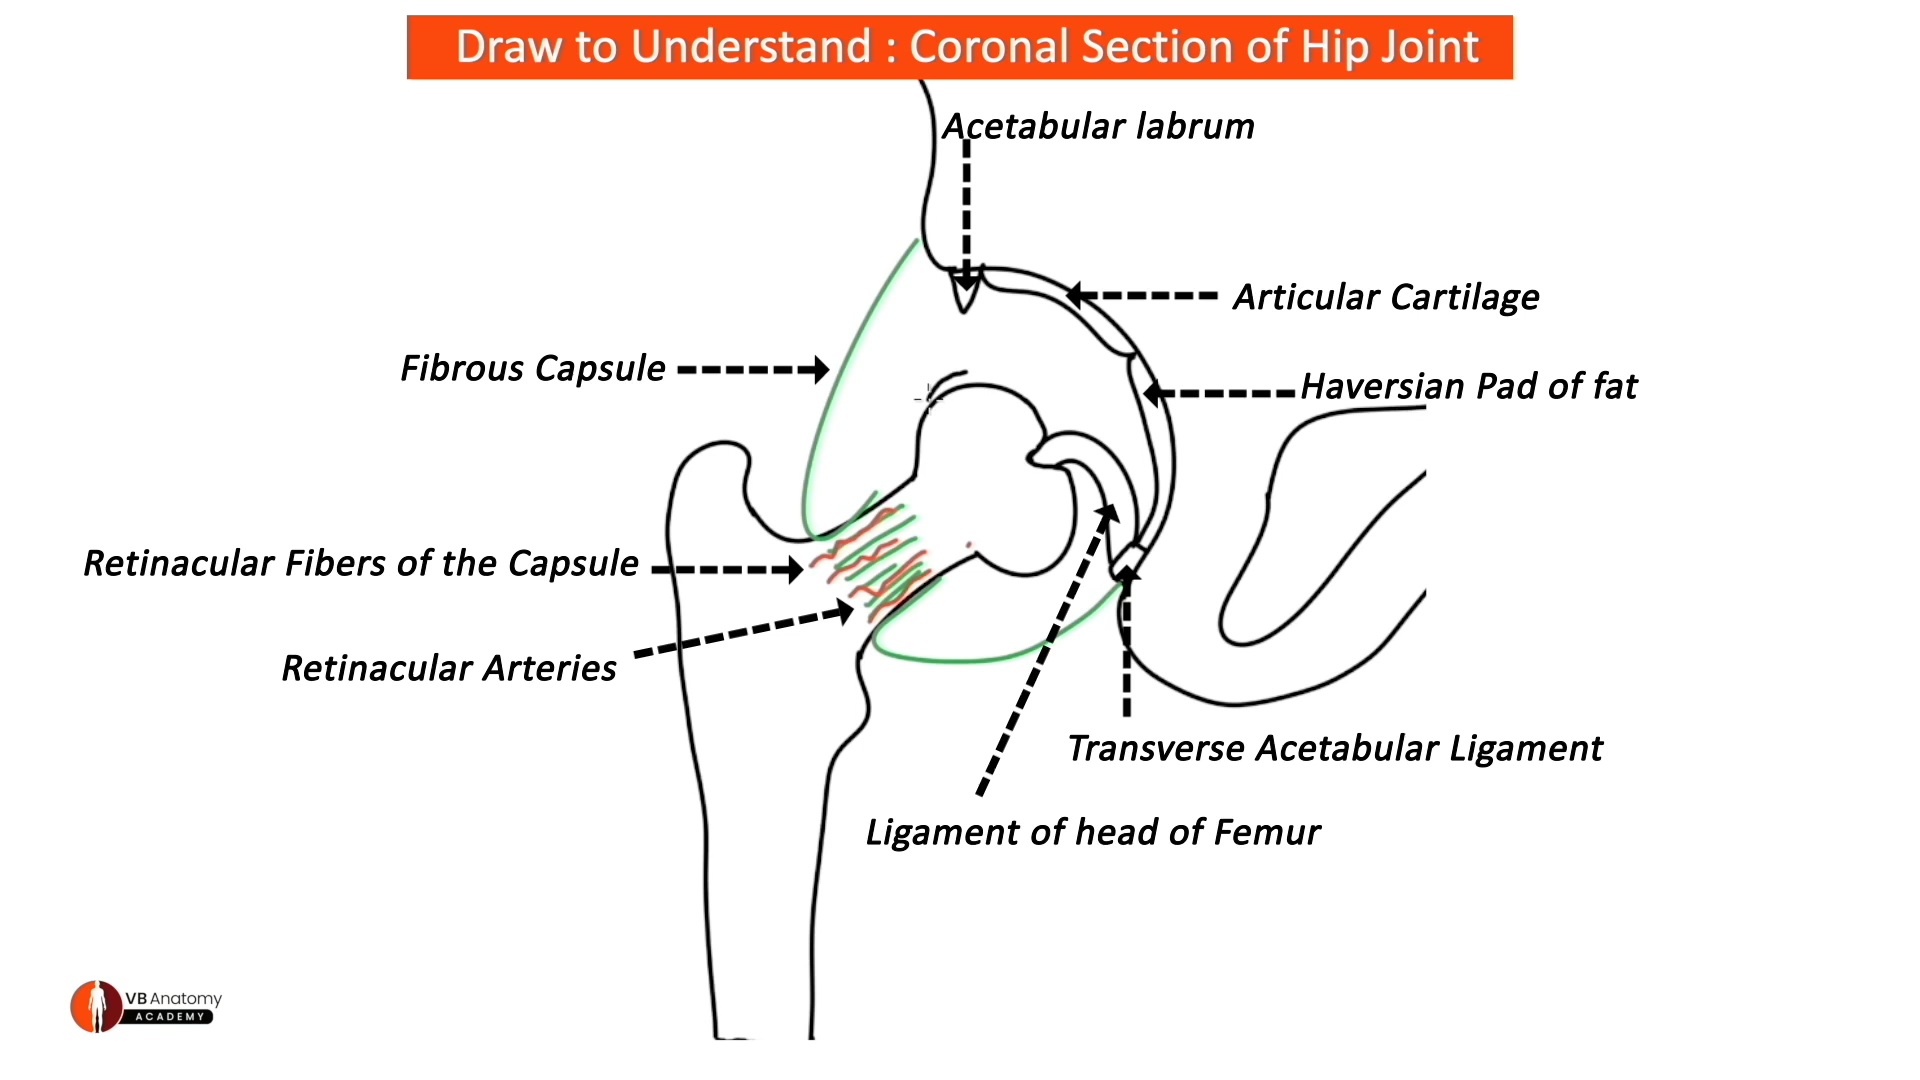 Draw to Understand : Coronal Section of Hip Joint
Acetabular labrum
Articular Cartilage
Fibrous Capsule
Haversian Pad of fat
Retinacular Fibers of the Capsule
Retinacular Arteries
Transverse Acetabular Ligament
Ligament of head of Femur
VB Anatomy
ACADEMY